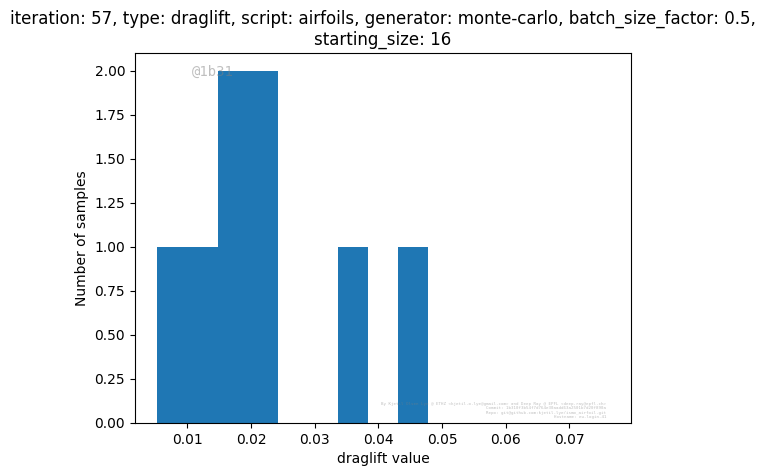 iteration: 57, type: draglift, script: airfoils, generator: monte-carlo, batch_size_factor: 0.5,
starting_size: 16
@1b31
2.00
1.75
1.50
1.25
1.00
0.75
0.50
0.25
0.00
Number of samples
0.01 0.02 0.03 0.04 0.05 0.06 0.07
draglift value